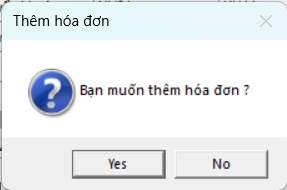 Thêm hóa đơn
Bạn muốn thêm hóa đơn ?
Yes
No